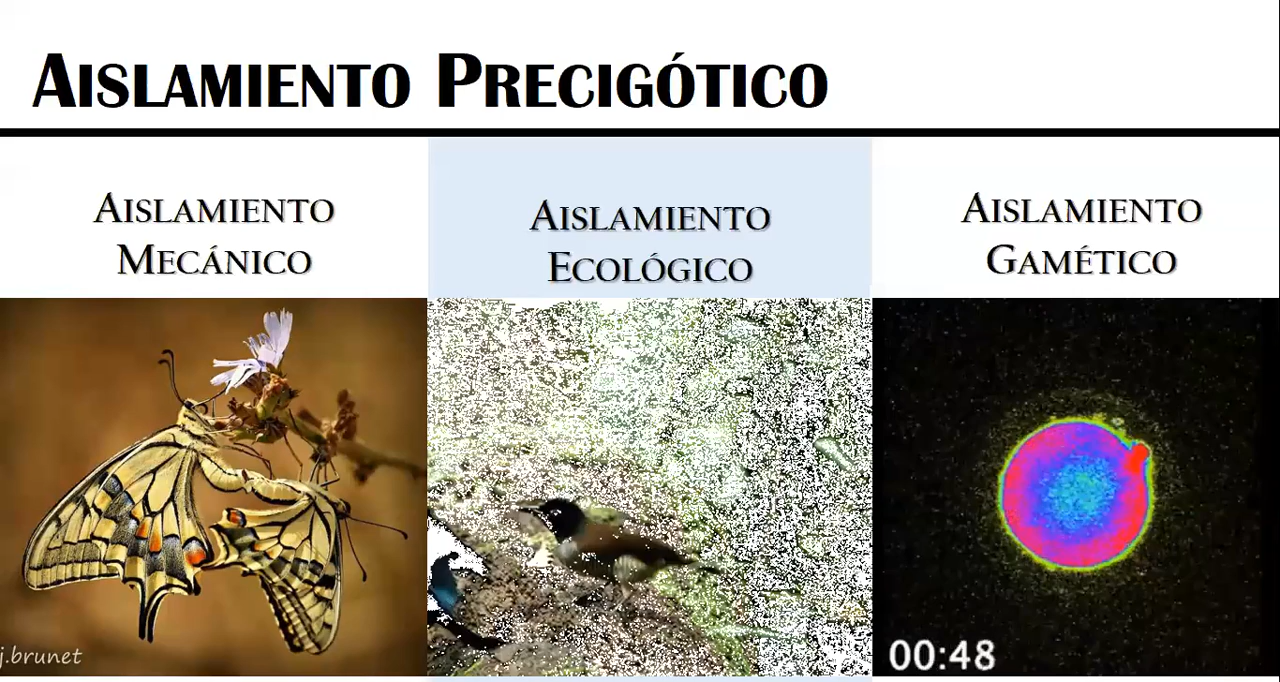 Aislamiento Precigótico
Aislamiento
Mecánico
Aislamiento
Ecológico
Aislamiento
Gamético
j.brunet
00:48